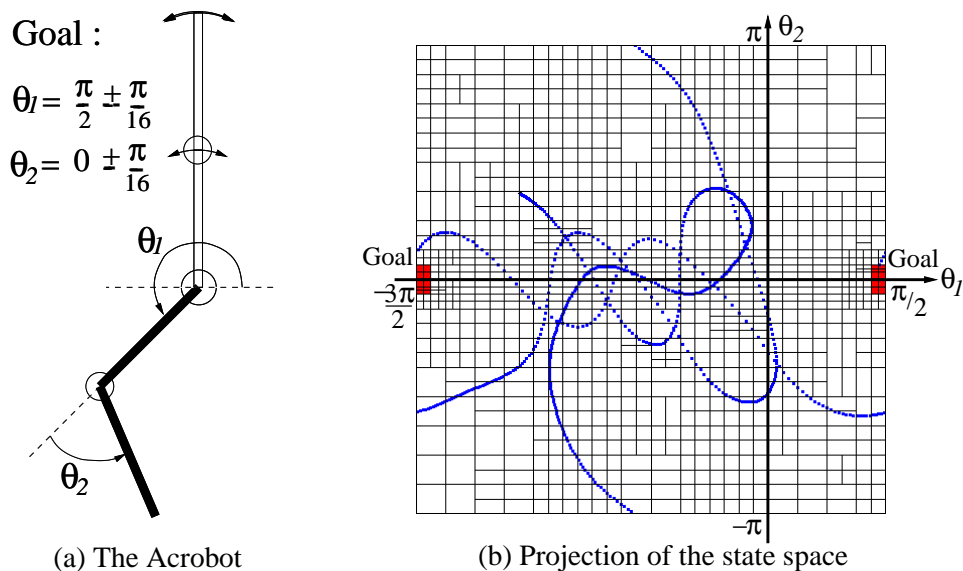 Goal :
θ1 = π/2 ± π/16
θ2 = 0 ± π/16
θ1
θ2
(a) The Acrobot
π
θ2
Goal
Goal
θ1
−3π/2
π/2
−π
(b) Projection of the state space